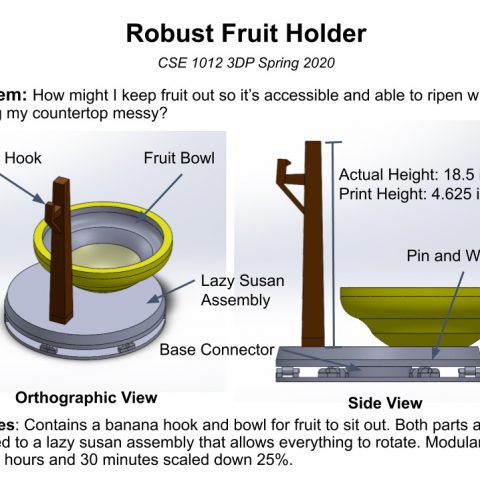 Robust Fruit Holder
CSE 1012 3DP Spring 2020
em: How might I keep fruit out so it's accessible and able to ripen w
my countertop messy?
Hook
Fruit Bowl
Lazy Susan
Assembly
Base Connector
Orthographic View
Actual Height: 18.5 i
Print Height: 4.625 i
Pin and W
Side View
es: Contains a banana hook and bowl for fruit to sit out. Both parts a
ed to a lazy susan assembly that allows everything to rotate. Modular
hours and 30 minutes scaled down 25%.